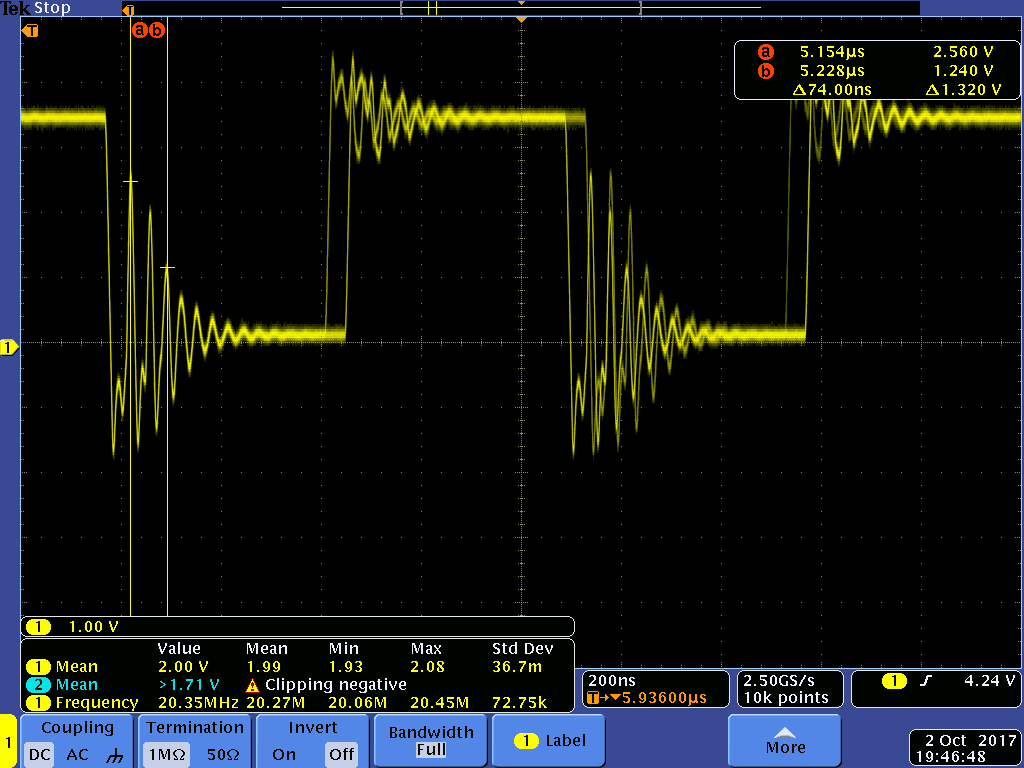 Tek Stop
T
T
a b
a 5.154µs 2.560 V
b 5.228µs 1.240 V
Δ74.00ns Δ1.320 V
1
1 1.00 V
Value Mean Min Max Std Dev
1 Mean 2.00 V 1.99 1.93 2.08 36.7m
2 Mean >1.71 V Clipping negative
1 Frequency 20.35MHz 20.27M 20.06M 20.45M 72.75k
200ns
T→▼5.93600µs
2.50GS/s
10k points
1 4.24 V
1
Coupling
DC AC
Termination
1MΩ 50Ω
Invert
On Off
Bandwidth
Full
1 Label
More
2 Oct 2017
19:46:48